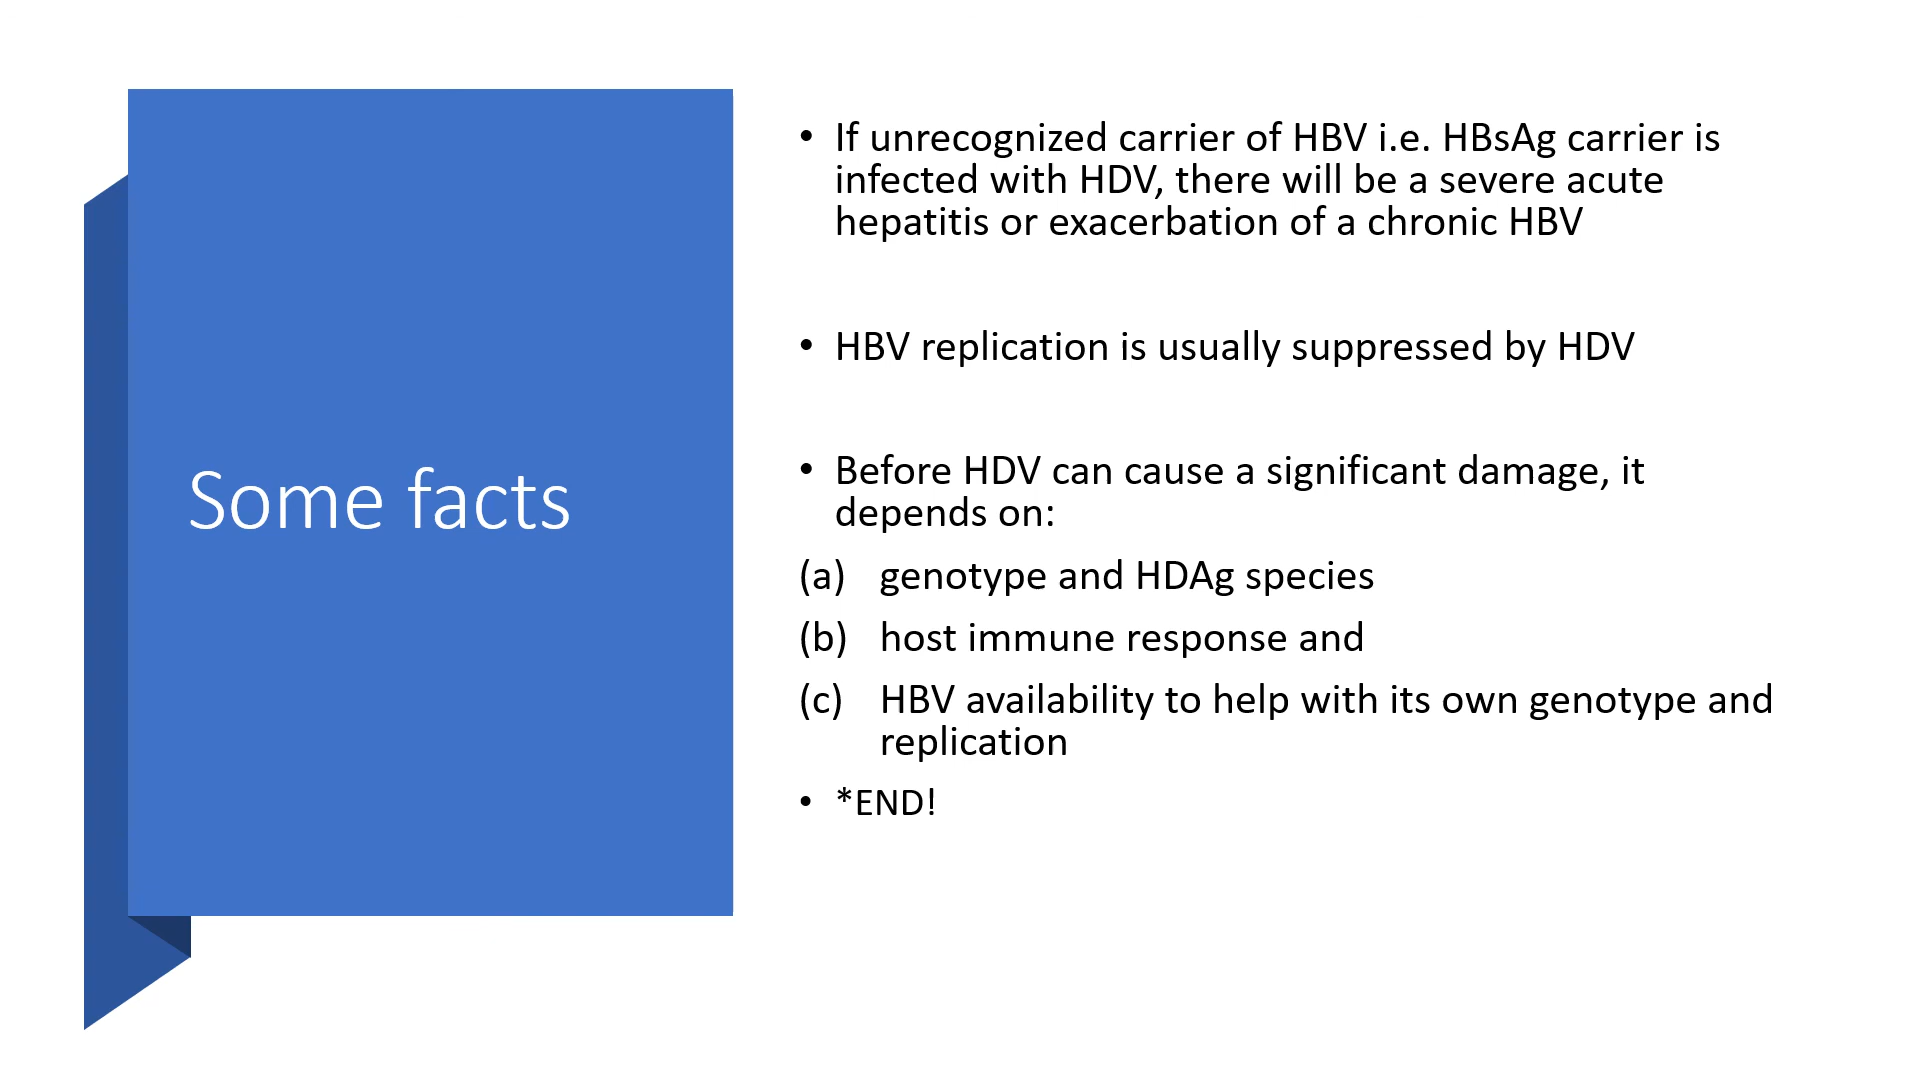 Some facts
• If unrecognized carrier of HBV i.e. HBsAg carrier is
infected with HDV, there will be a severe acute
hepatitis or exacerbation of a chronic HBV
• HBV replication is usually suppressed by HDV
• Before HDV can cause a significant damage, it
depends on:
(a) genotype and HDAg species
(b) host immune response and
(c) HBV availability to help with its own genotype and
replication
• *END!